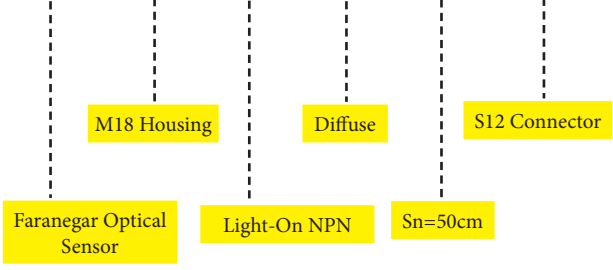 M18 Housing
Diffuse
S12 Connector
Faranegar Optical
Sensor
Light-On NPN
Sn=50cm